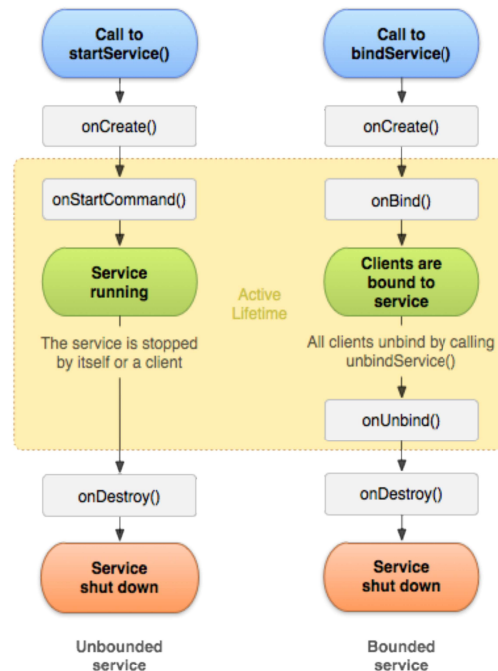 Call to
startService()
onCreate()
onStartCommand()
Service
running
The service is stopped
by itself or a client
onDestroy()
Service
shut down
Unbounded
service
Active
Lifetime
Call to
bindService()
onCreate()
onBind()
Clients are
bound to
service
All clients unbind by calling
unbindService()
onUnbind()
onDestroy()
Service
shut down
Bounded
service